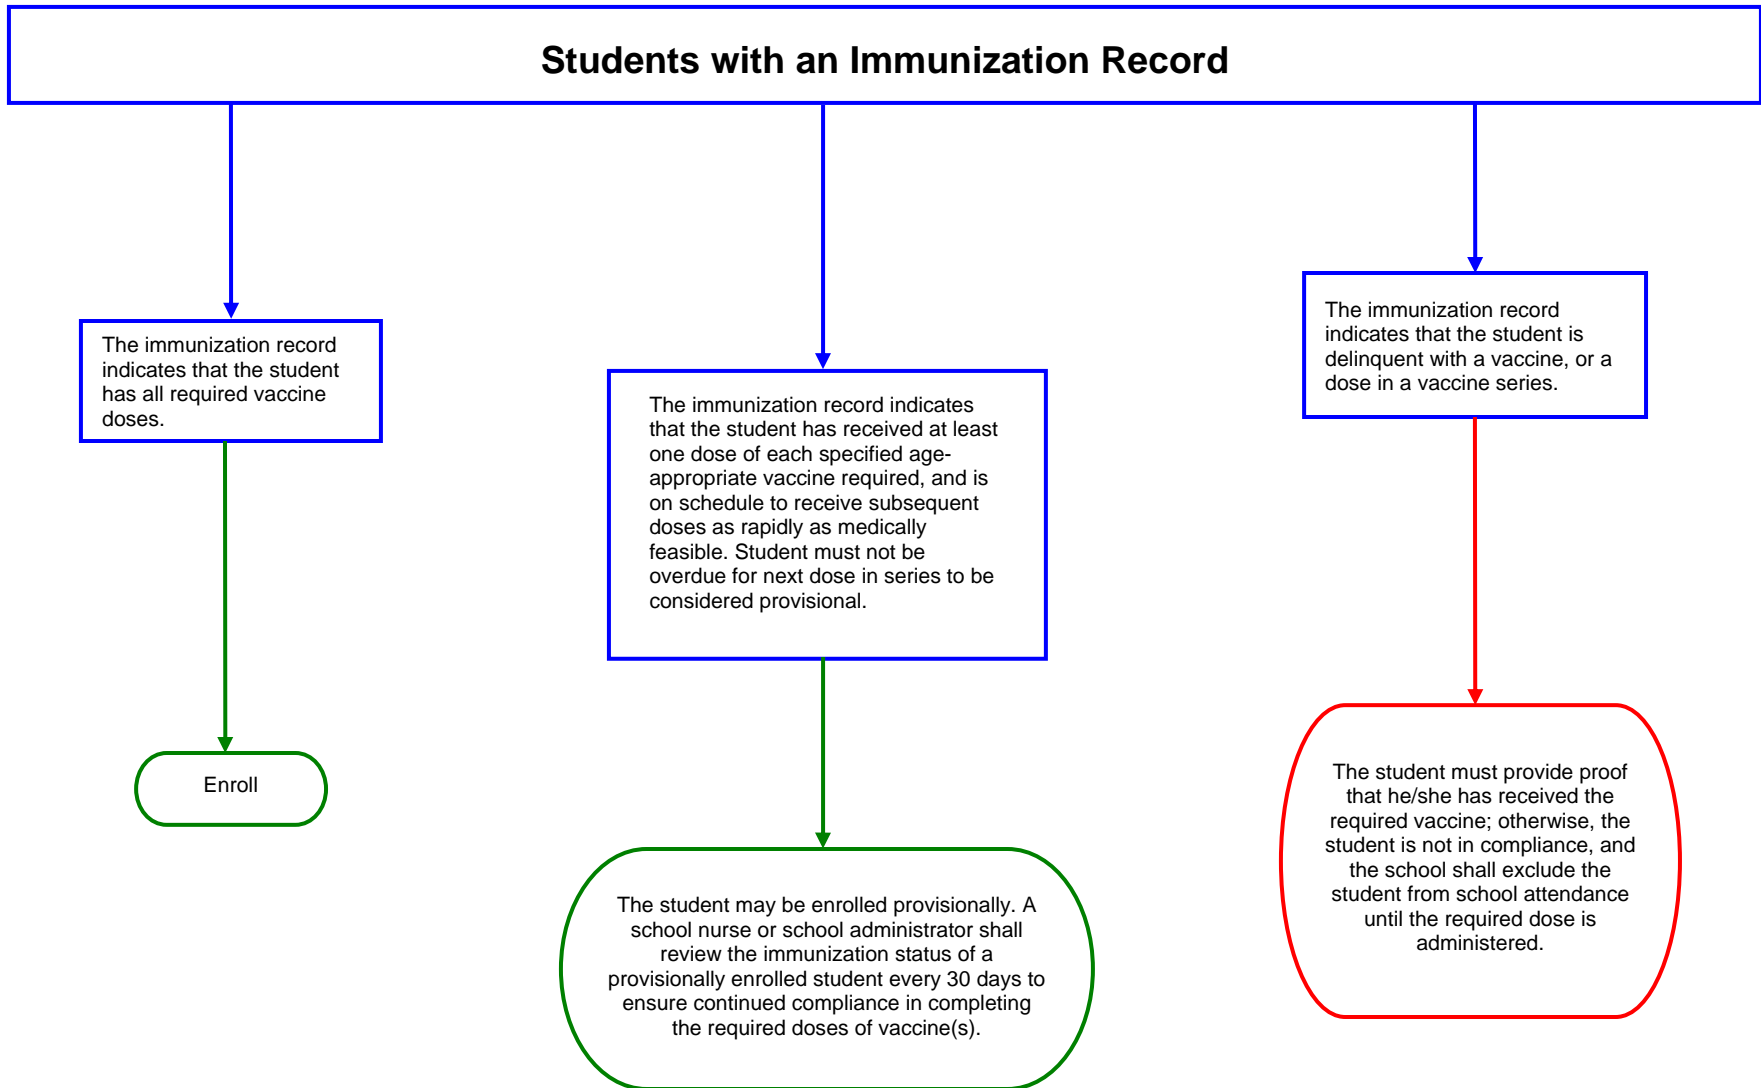 Students with an Immunization Record
The immunization record
indicates that the student
has all required vaccine
doses.
Enroll
The immunization record indicates
that the student has received at least
one dose of each specified age-
appropriate vaccine required, and is
on schedule to receive subsequent
doses as rapidly as medically
feasible. Student must not be
overdue for next dose in series to be
considered provisional.
The student may be enrolled provisionally. A
school nurse or school administrator shall
review the immunization status of a
provisionally enrolled student every 30 days to
ensure continued compliance in completing
the required doses of vaccine(s).
The immunization record
indicates that the student is
delinquent with a vaccine, or a
dose in a vaccine series.
The student must provide proof
that he/she has received the
required vaccine; otherwise, the
student is not in compliance, and
the school shall exclude the
student from school attendance
until the required dose is
administered.